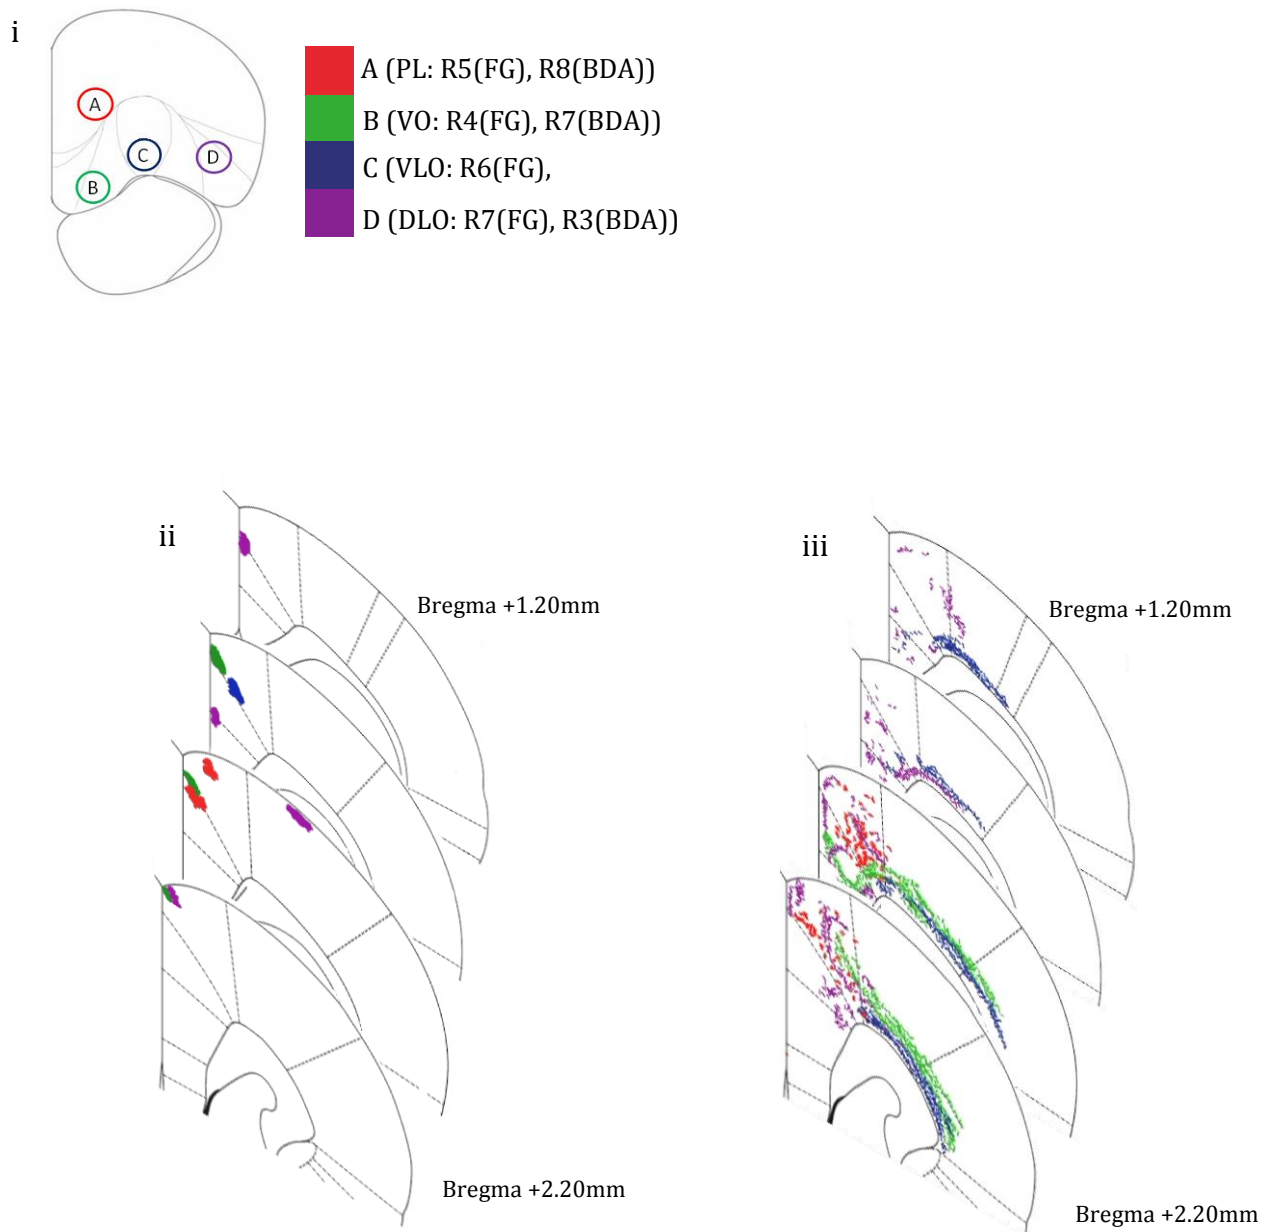 i
A
B
C
D
A (PL: R5(FG), R8(BDA))
B (VO: R4(FG), R7(BDA))
C (VLO: R6(FG),
D (DLO: R7(FG), R3(BDA))
ii
Bregma +1.20mm
Bregma +2.20mm
iii
Bregma +1.20mm
Bregma +2.20mm